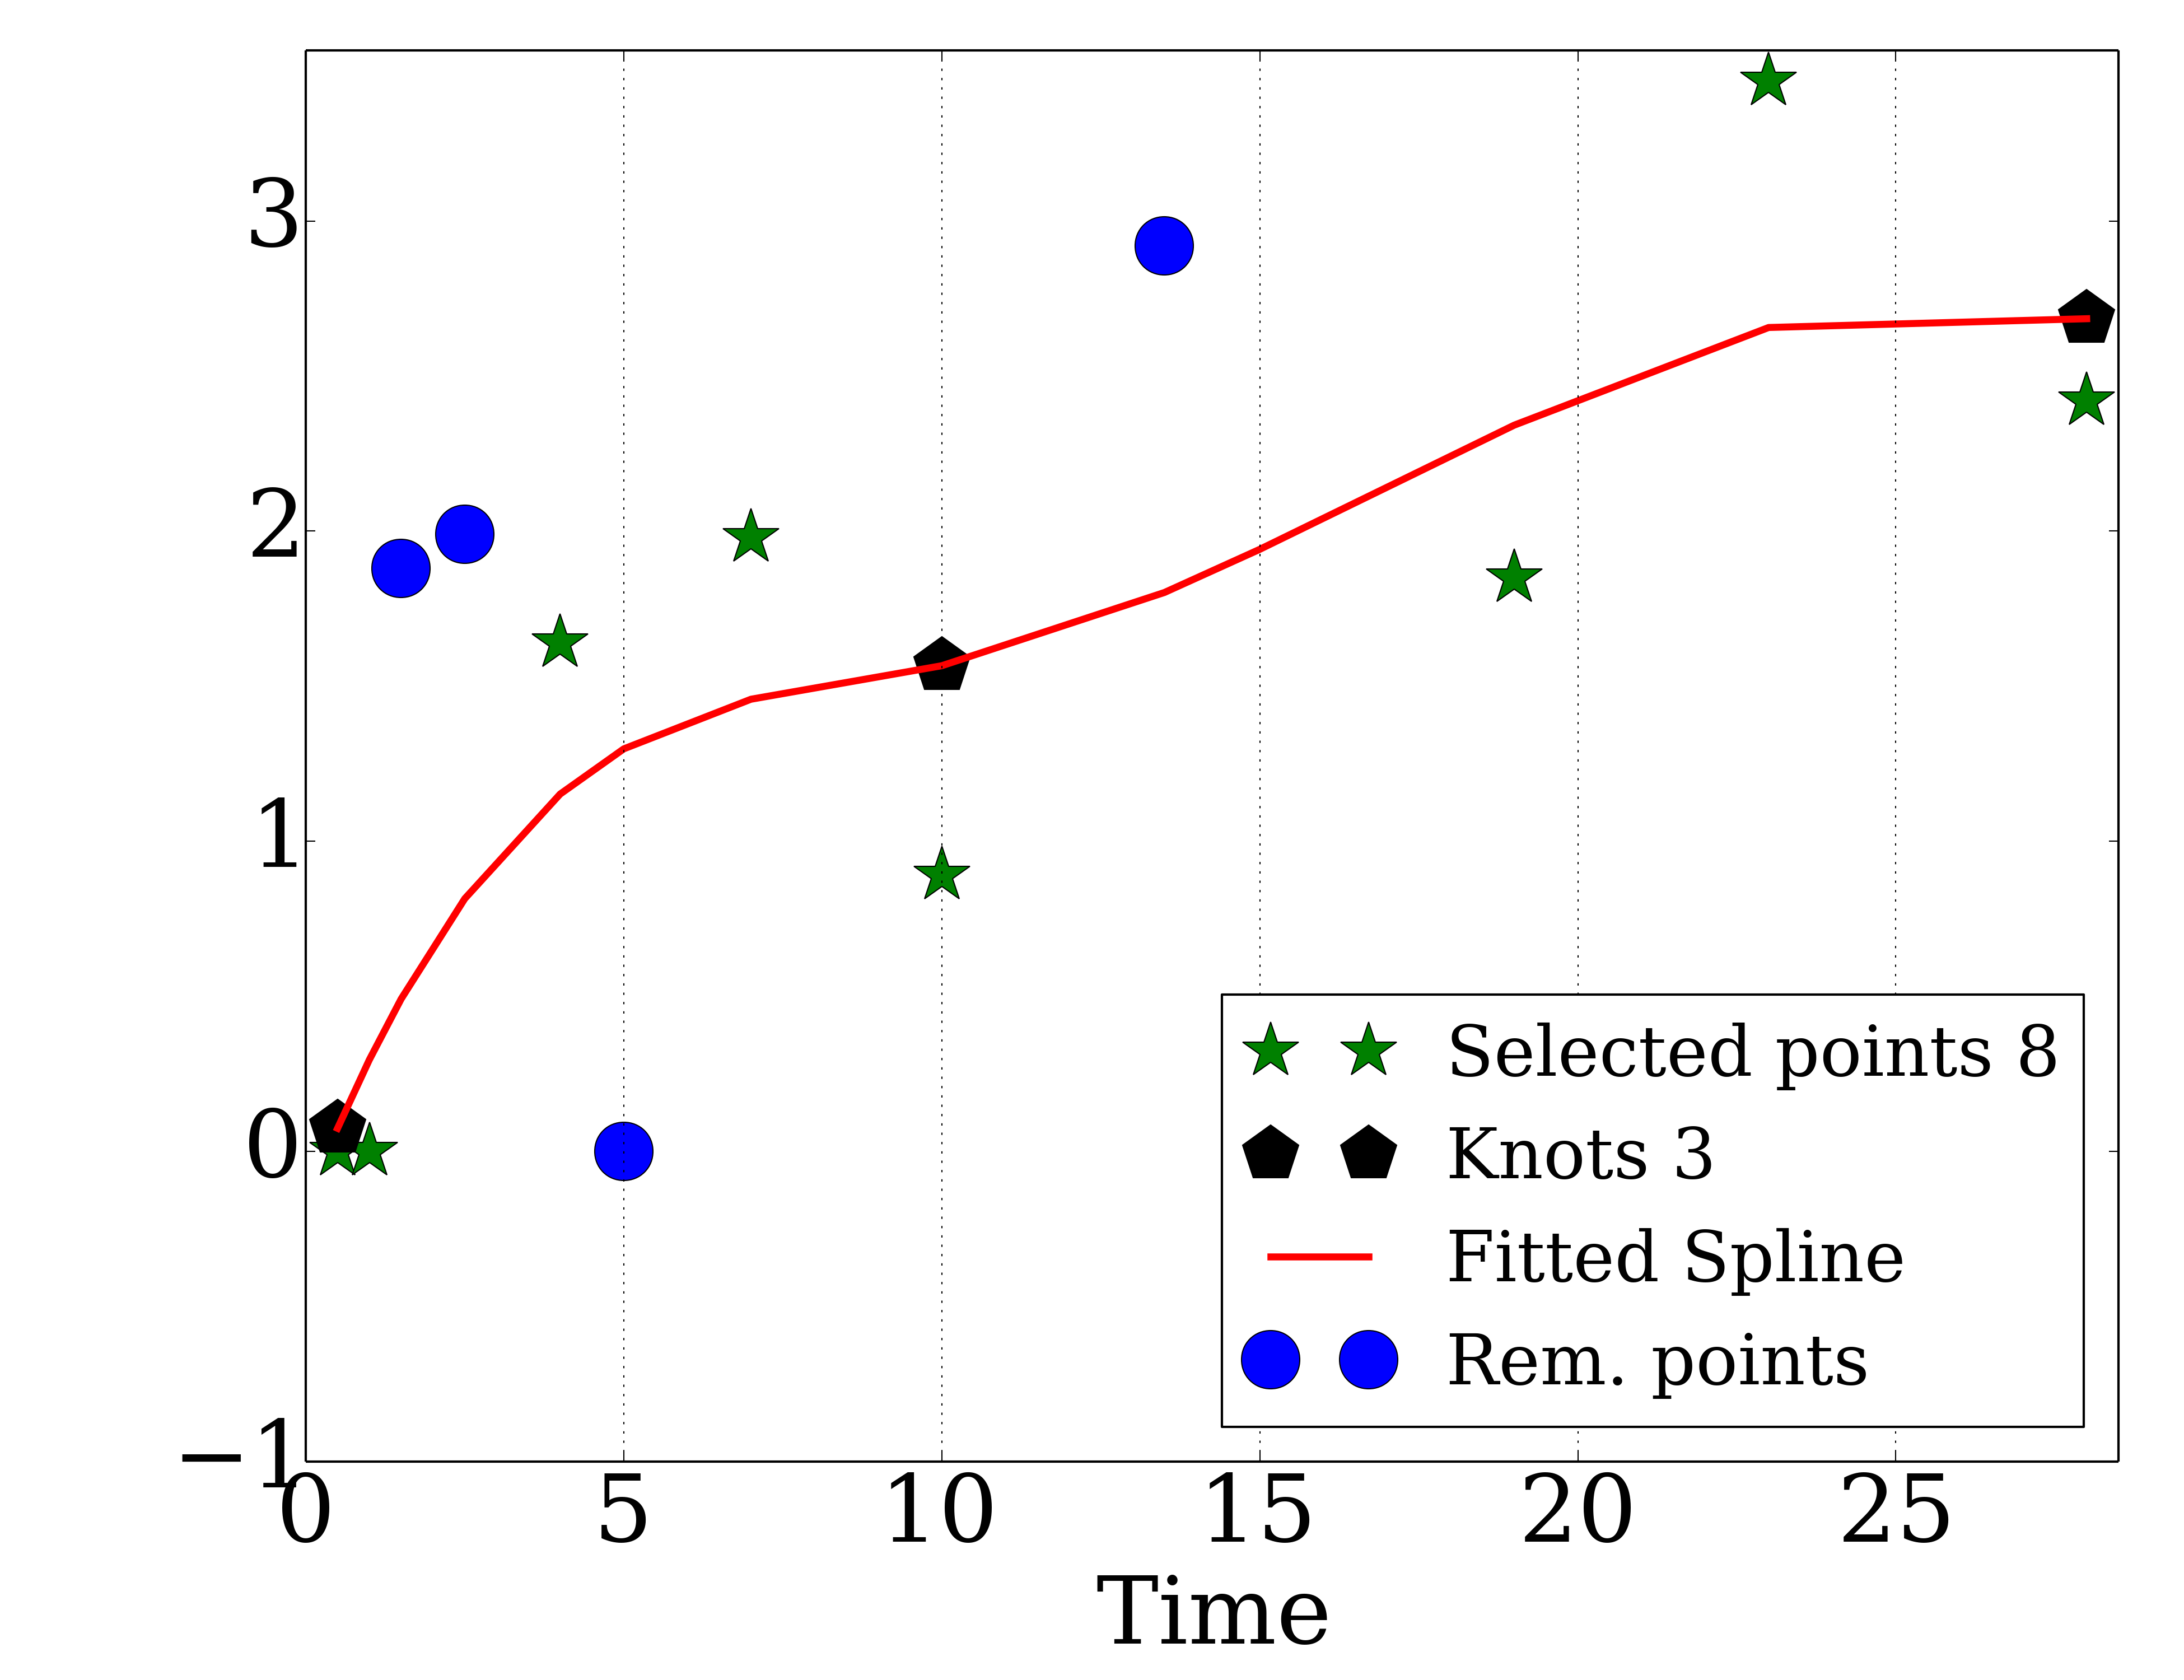 3
2
1
0
−1
0 5 10 15 20 25
Time
Selected points 8
Knots 3
Fitted Spline
Rem. points